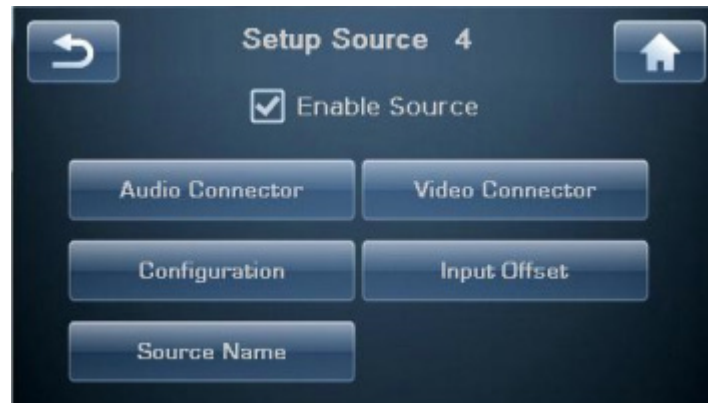 Setup Source 4
Enable Source
Audio Connector
Video Connector
Configuration
Input Offset
Source Name